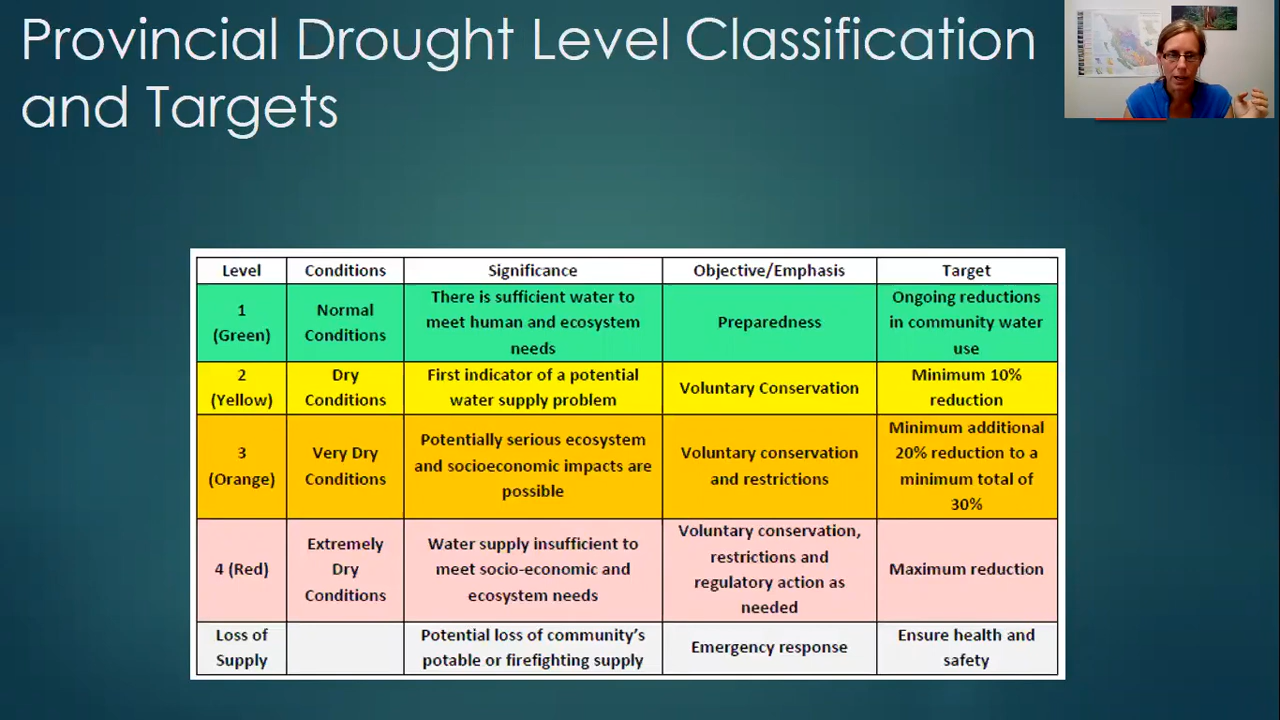 Provincial Drought Level Classification
and Targets
Level
Conditions
Significance
Objective/Emphasis
Target
1
(Green)
Normal
Conditions
There is sufficient water to
meet human and ecosystem
needs
Preparedness
Ongoing reductions
in community water
use
2
(Yellow)
Dry
Conditions
First indicator of a potential
water supply problem
Voluntary Conservation
Minimum 10%
reduction
3
(Orange)
Very Dry
Conditions
Potentially serious ecosystem
and socioeconomic impacts are
possible
Voluntary conservation
and restrictions
Minimum additional
20% reduction to a
minimum total of
30%
4 (Red)
Extremely
Dry
Conditions
Water supply insufficient to
meet socio-economic and
ecosystem needs
Voluntary conservation,
restrictions and
regulatory action as
needed
Maximum reduction
Loss of
Supply
Potential loss of community's
potable or firefighting supply
Emergency response
Ensure health and
safety